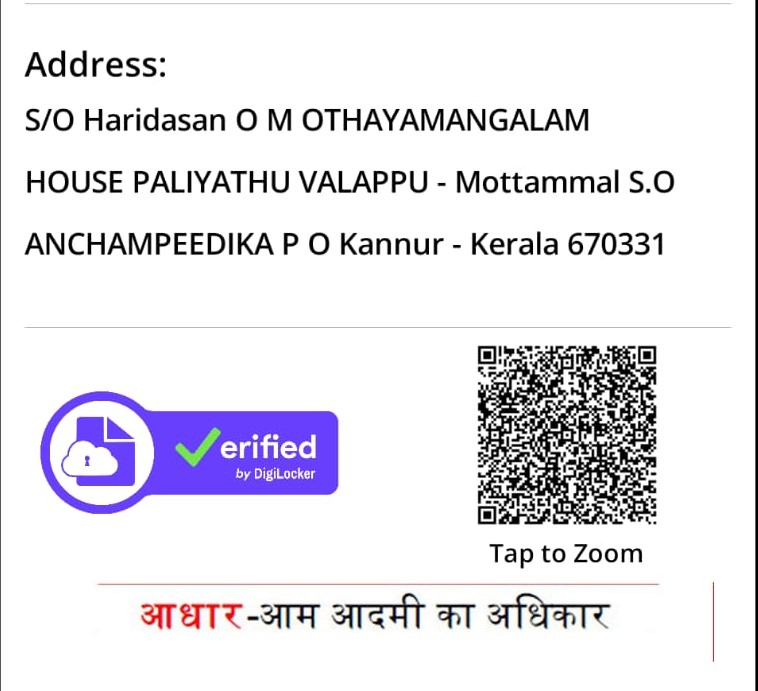 Address:
S/O Haridasan O M OTHAYAMANGALAM
HOUSE PALIYATHU VALAPPU - Mottammal S.O
ANCHAMPEEDIKA P O Kannur - Kerala 670331
Verified
by DigiLocker
Tap to Zoom
आधार-आम आदमी का अधिकार